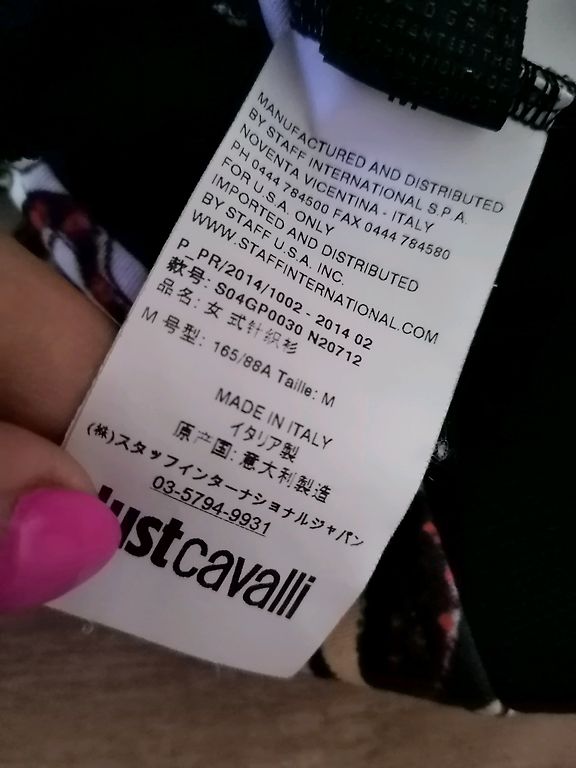 MANUFACTURED AND DISTRIBUTED
BY STAFF INTERNATIONAL S.P.A.
NOVENTA VICENTINA - ITALY
PH 0444 784500 FAX 0444 784580
FOR U.S.A. ONLY
IMPORTED AND DISTRIBUTED
BY STAFF U.S.A. INC.
WWW.STAFFINTERNATIONAL.COM
P_PR/2014/1002 - 2014 02
款号: S04GP0030 N20712
品名: 女式针织衫
M 号型: 165/88A Taille: M
MADE IN ITALY
イタリア製
原产国: 意大利製造
(株)スタッフインターナショナルジャパン
03-5794-9931
justcavalli